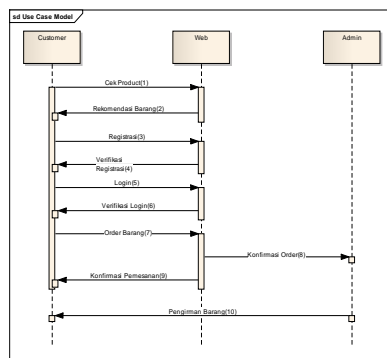 sd Use Case Model
Customer
Web
Admin
Cek Product(1)
Rekomendasi Barang(2)
Registrasi(3)
Verifikasi
Registrasi(4)
Login(5)
Verifikasi Login(6)
Order Barang(7)
Konfirmasi Order(8)
Konfirmasi Pemesanan(9)
Pengirman Barang(10)